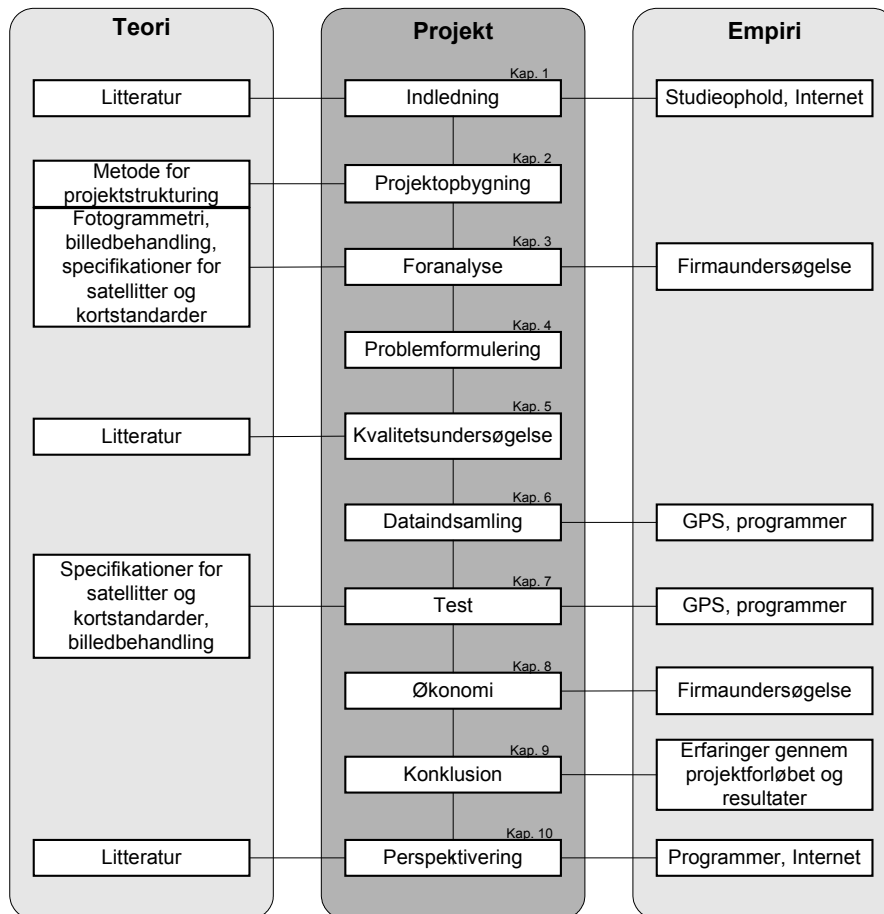 Teori
Projekt
Empiri
Kap. 1
Litteratur
Indledning
Studieophold, Internet
Kap. 2
Metode for
projektstrukturing
Projektopbygning
Fotogrammetri,
billedbehandling,
specifikationer for
satellitter og
kortstandarder
Kap. 3
Foranalyse
Firmaundersøgelse
Kap. 4
Problemformulering
Kap. 5
Litteratur
Kvalitetsundersøgelse
Kap. 6
Dataindsamling
GPS, programmer
Specifikationer for
satellitter og
kortstandarder,
billedbehandling
Kap. 7
Test
GPS, programmer
Kap. 8
Økonomi
Firmaundersøgelse
Kap. 9
Konklusion
Erfaringer gennem
projektforløbet og
resultater
Kap. 10
Litteratur
Perspektivering
Programmer, Internet